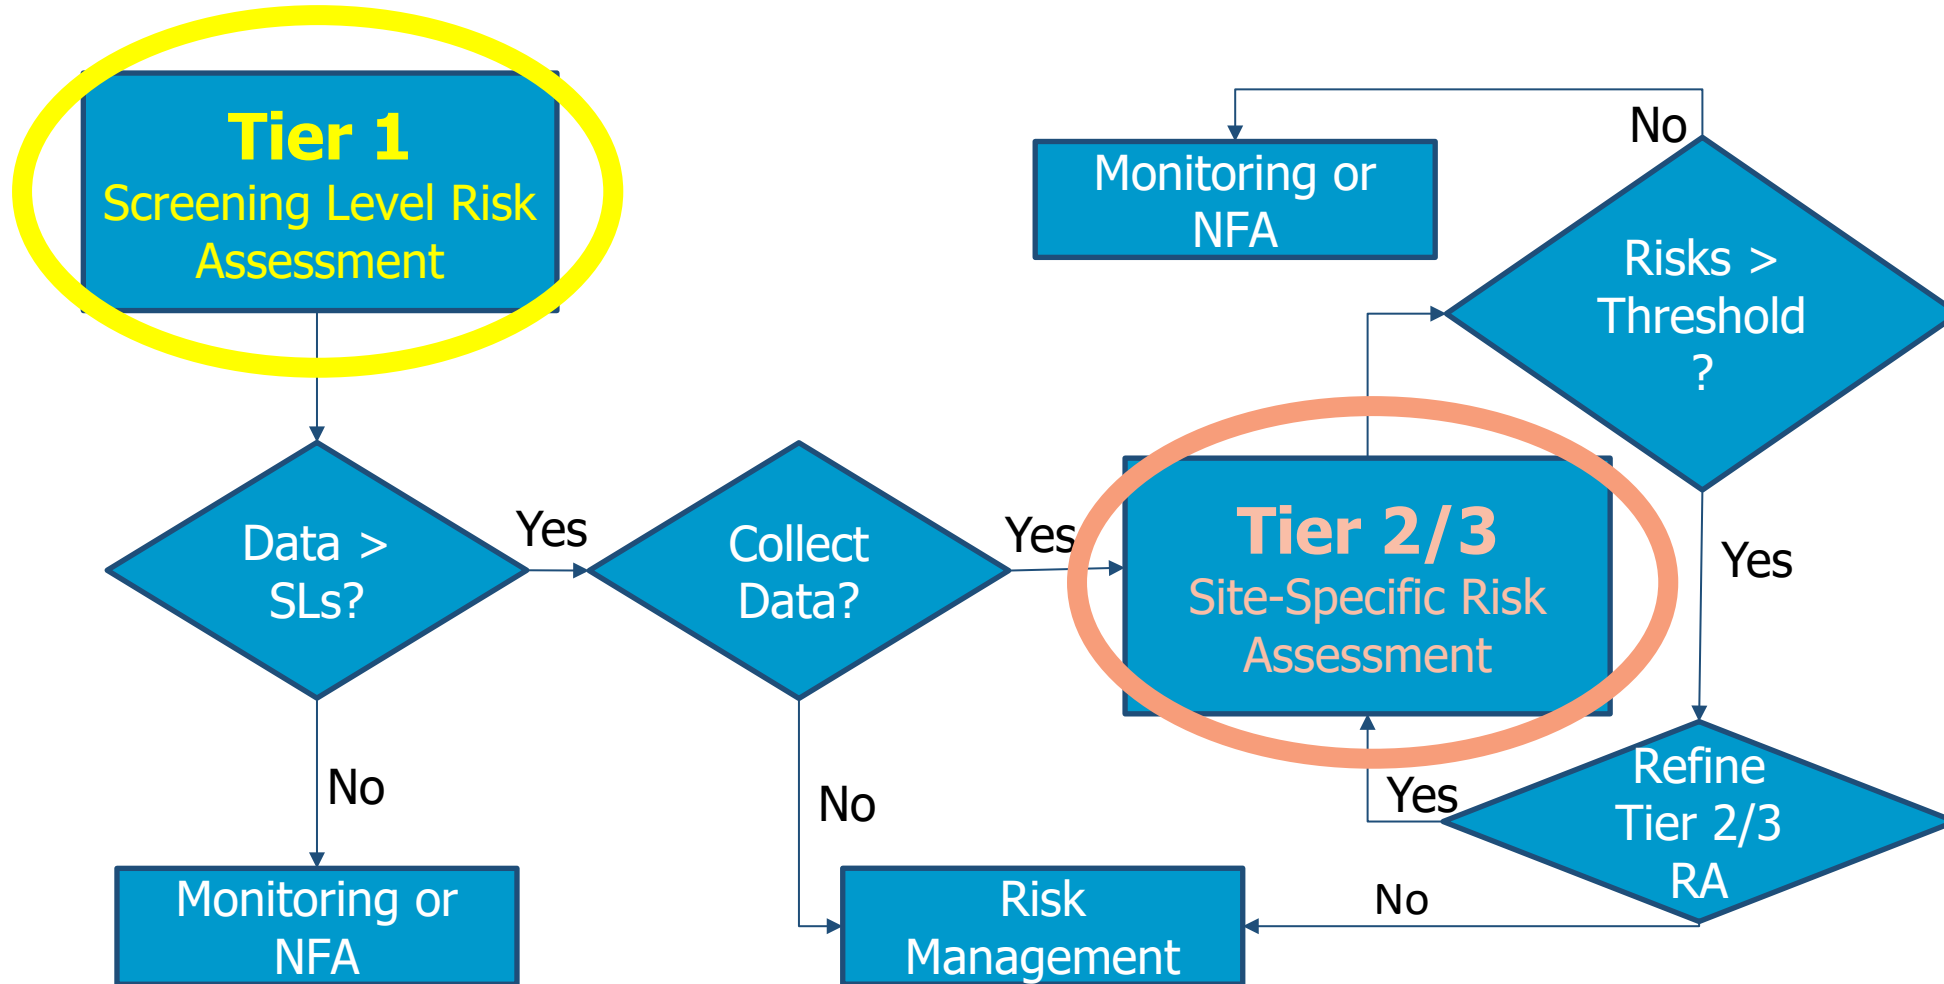 Tier 1
Screening Level Risk
Assessment
No
Monitoring or
NFA
Risks >
Threshold
?
Data >
SLs?
Yes
Collect
Data?
Yes
Tier 2/3
Site-Specific Risk
Assessment
Yes
No
No
Yes
Refine
Tier 2/3
RA
Monitoring or
NFA
Risk
Management
No